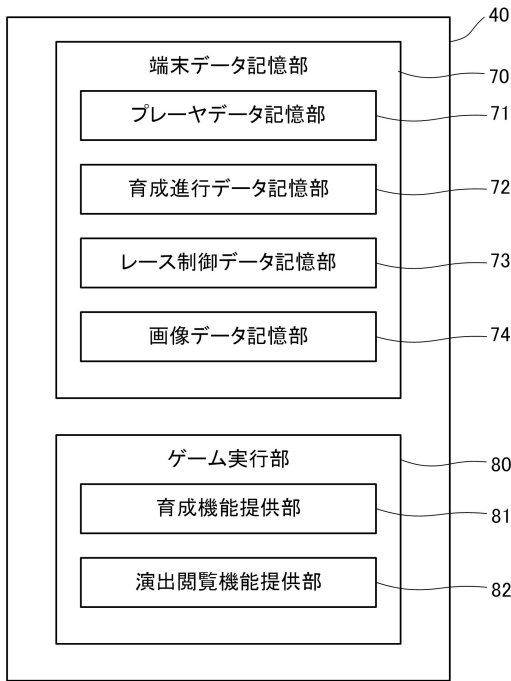 40
端末データ記憶部
70
プレーヤデータ記憶部
71
育成進行データ記憶部
72
レース制御データ記憶部
73
画像データ記憶部
74
ゲーム実行部
80
育成機能提供部
81
演出閲覧機能提供部
82